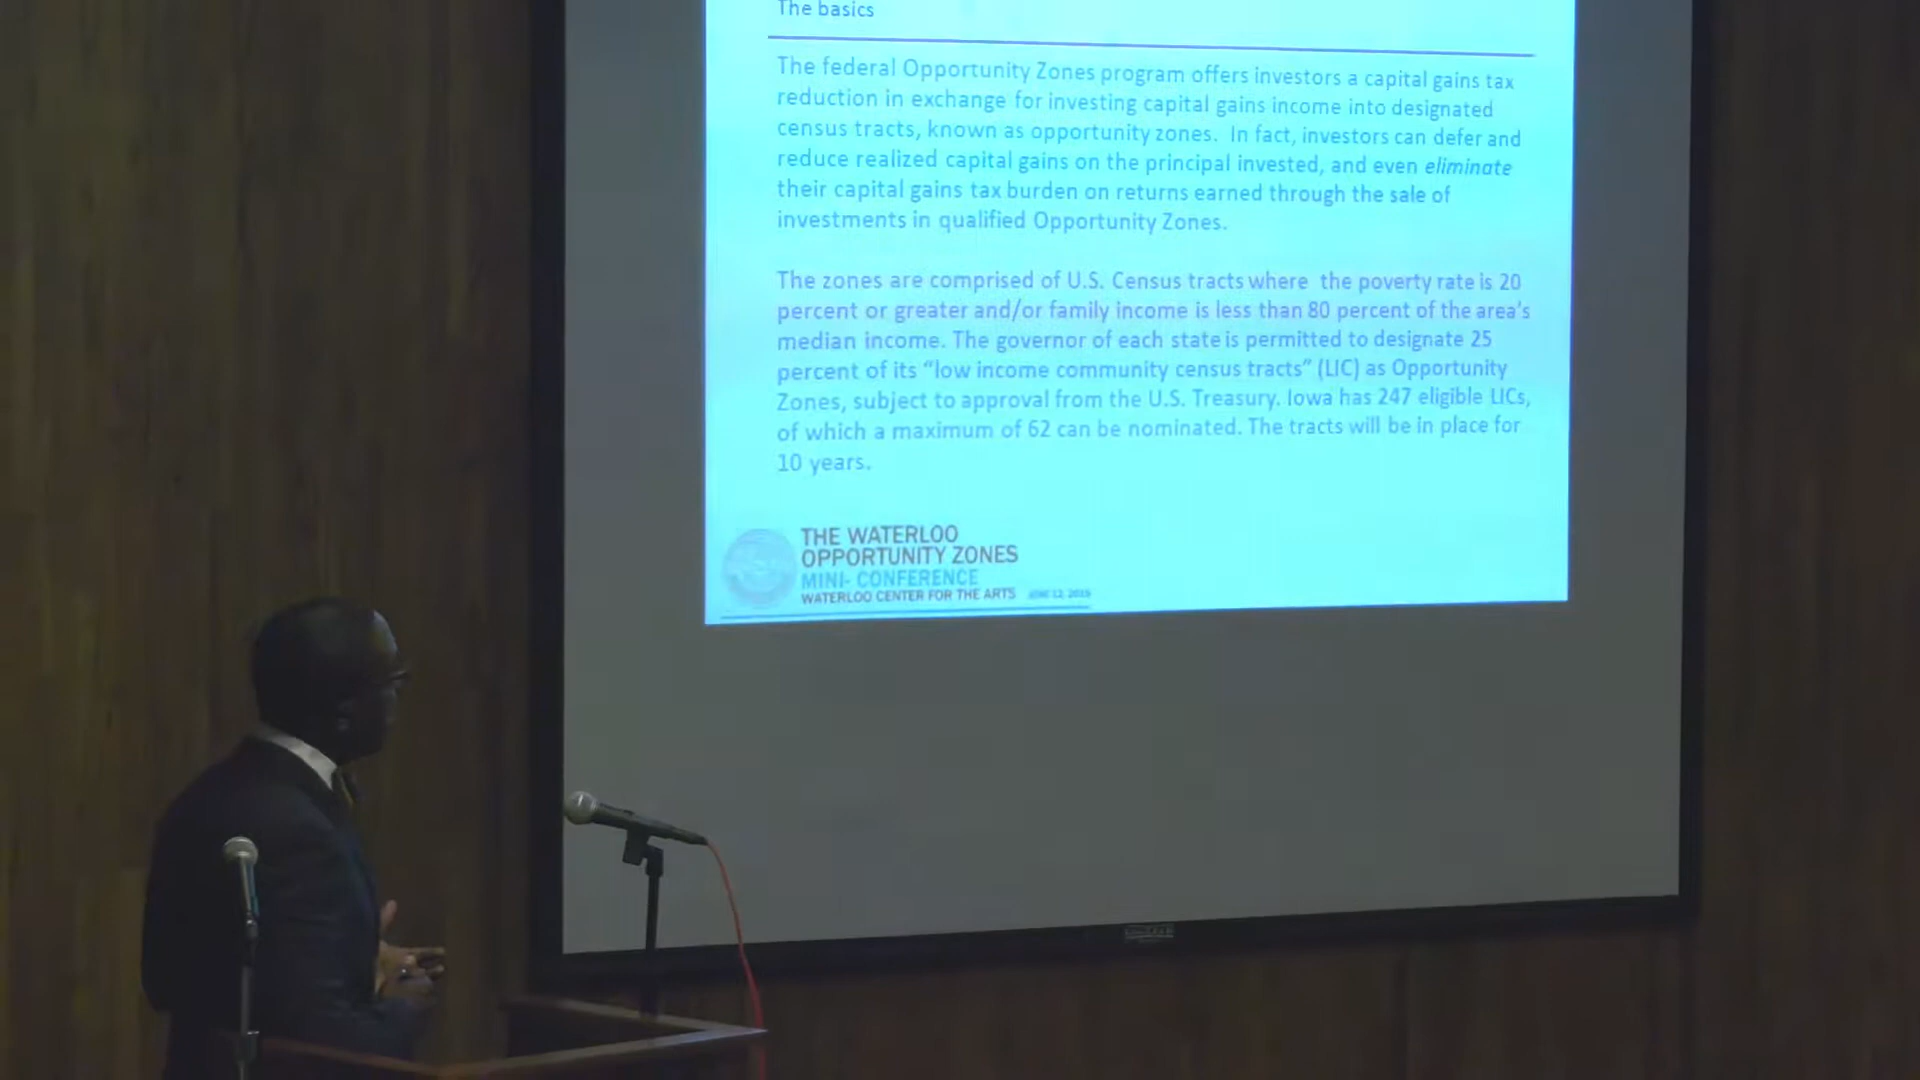 The basics
The federal Opportunity Zones program offers investors a capital gains tax
reduction in exchange for investing capital gains income into designated
census tracts, known as opportunity zones. In fact, investors can defer and
reduce realized capital gains on the principal invested, and even eliminate
their capital gains tax burden on returns earned through the sale of
investments in qualified Opportunity Zones.
The zones are comprised of U.S. Census tracts where the poverty rate is 20
percent or greater and/or family income is less than 80 percent of the area's
median income. The governor of each state is permitted to designate 25
percent of its “low income community census tracts” (LIC) as Opportunity
Zones, subject to approval from the U.S. Treasury. Iowa has 247 eligible LICs,
of which a maximum of 62 can be nominated. The tracts will be in place for
10 years.
THE WATERLOO
OPPORTUNITY ZONES
MINI- CONFERENCE
WATERLOO CENTER FOR THE ARTS